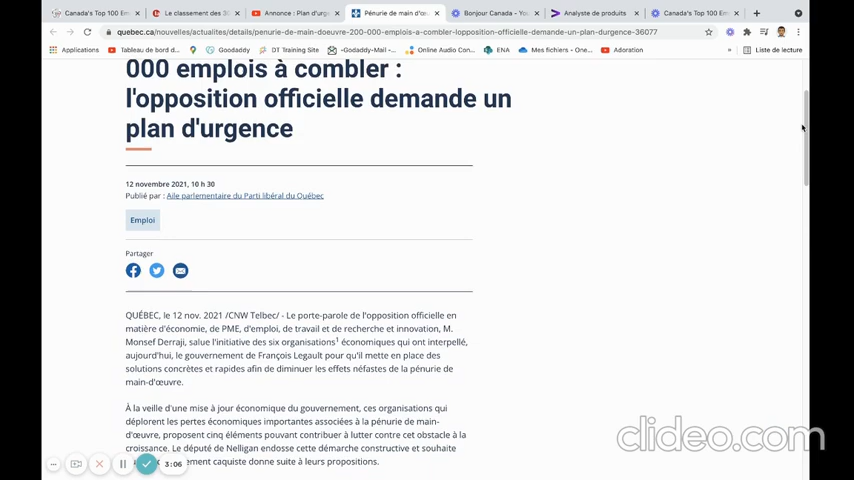 Canada's Top 100 Em
Le classement des 30
Annonce : Plan d'urge
Pénurie de main d'œu
Bonjour Canada - You
Analyste de produits
Canada's Top 100 Emp
quebec.ca/nouvelles/actualites/details/penurie-de-main-doeuvre-200-000-emplois-a-combler-lopposition-officielle-demande-un-plan-durgence-36077
Applications
Tableau de bord d...
Goodaddy
DT Training Site
-Godaddy-Mail-...
Online Audio Con...
ENA
Mes fichiers - One...
Adoration
Liste de lecture
000 emplois à combler :
l'opposition officielle demande un
plan d'urgence
12 novembre 2021, 10 h 30
Publié par : Aile parlementaire du Parti libéral du Québec
Emploi
Partager
QUÉBEC, le 12 nov. 2021 /CNW Telbec/ - Le porte-parole de l'opposition officielle en
matière d'économie, de PME, d'emploi, de travail et de recherche et innovation, M.
Monsef Derraji, salue l'initiative des six organisations1 économiques qui ont interpellé,
aujourd'hui, le gouvernement de François Legault pour qu'il mette en place des
solutions concrètes et rapides afin de diminuer les effets néfastes de la pénurie de
main-d'œuvre.
À la veille d'une mise à jour économique du gouvernement, ces organisations qui
déplorent les pertes économiques importantes associées à la pénurie de main-
d'œuvre, proposent cinq éléments pouvant contribuer à lutter contre cet obstacle à la
croissance. Le député de Nelligan endosse cette démarche constructive et souhaite
ement caquiste donne suite à leurs propositions.
3:06
clideo.com